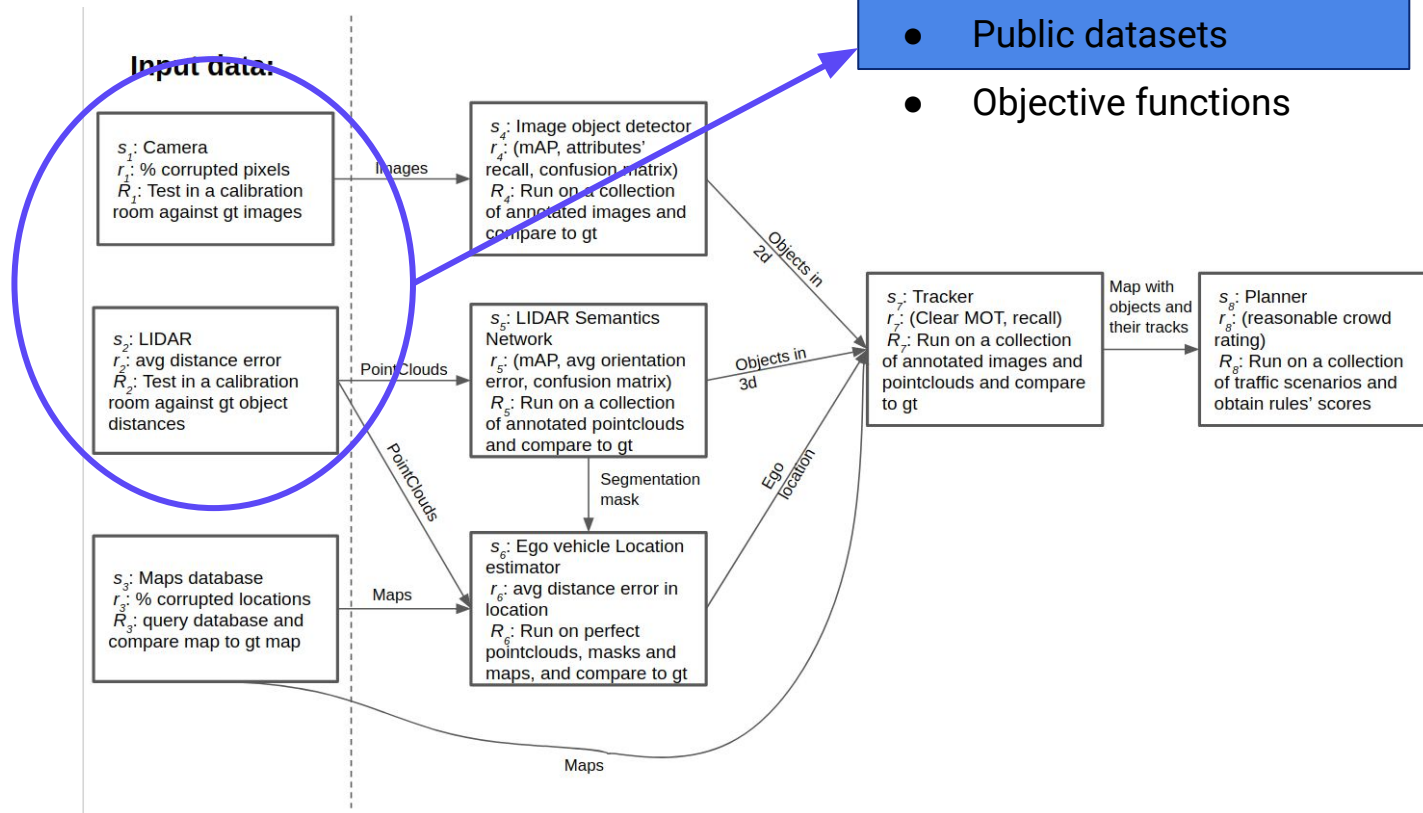 ● Public datasets
● Objective functions
Input data:
s₁: Camera
r₁: % corrupted pixels
R₁: Test in a calibration
room against gt images
Images
s₄: Image object detector
r₄: (mAP, attributes’
recall, confusion matrix)
R₄: Run on a collection
of annotated images and
compare to gt
Objects in
2d
s₂: LIDAR
r₂: avg distance error
R₂: Test in a calibration
room against gt object
distances
PointClouds
PointClouds
s₅: LIDAR Semantics
Network
r₅: (mAP, avg orientation
error, confusion matrix)
R₅: Run on a collection
of annotated pointclouds
and compare to gt
Objects in
3d
Segmentation
mask
s₃: Maps database
r₃: % corrupted locations
R₃: query database and
compare map to gt map
Maps
s₆: Ego vehicle Location
estimator
r₆: avg distance error in
location
R₆: Run on perfect
pointclouds, masks and
maps, and compare to gt
Ego
location
Maps
s₇: Tracker
r₇: (Clear MOT, recall)
R₇: Run on a collection
of annotated images and
pointclouds and compare
to gt
Map with
objects and
their tracks
s₈: Planner
r₈: (reasonable crowd
rating)
R₈: Run on a collection
of traffic scenarios and
obtain rules’ scores